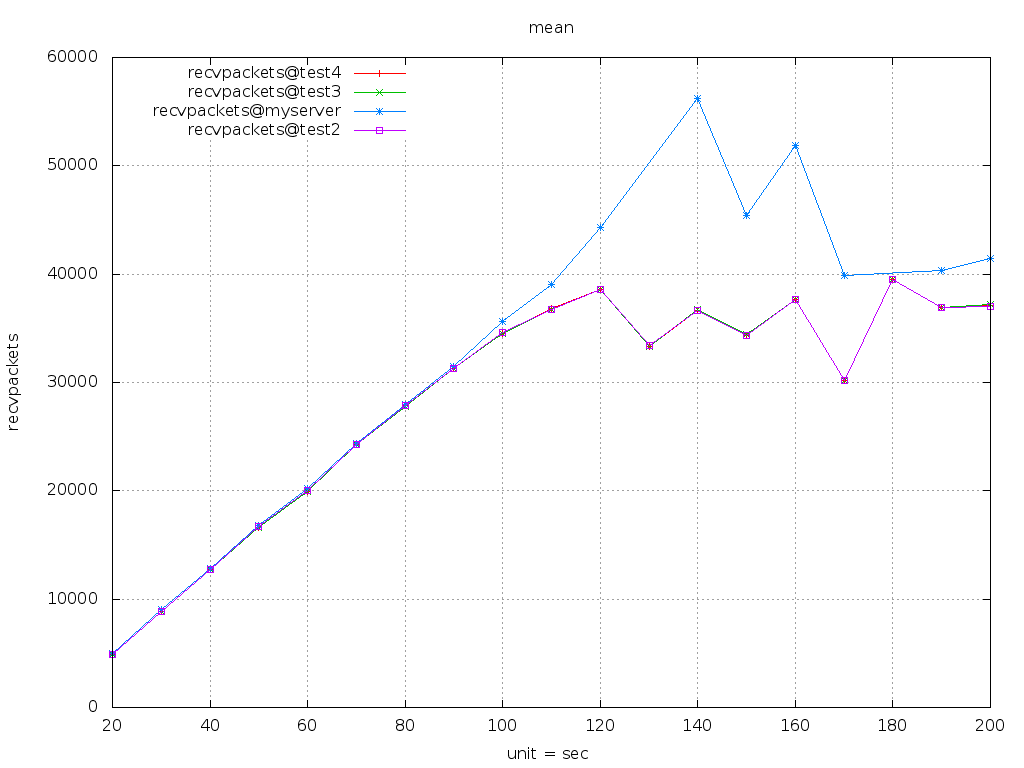 mean
60000
50000
40000
30000
20000
10000
0
recvpackets@test4
recvpackets@test3
recvpackets@myserver
recvpackets@test2
recvpackets
20 40 60 80 100 120 140 160 180 200
unit = sec